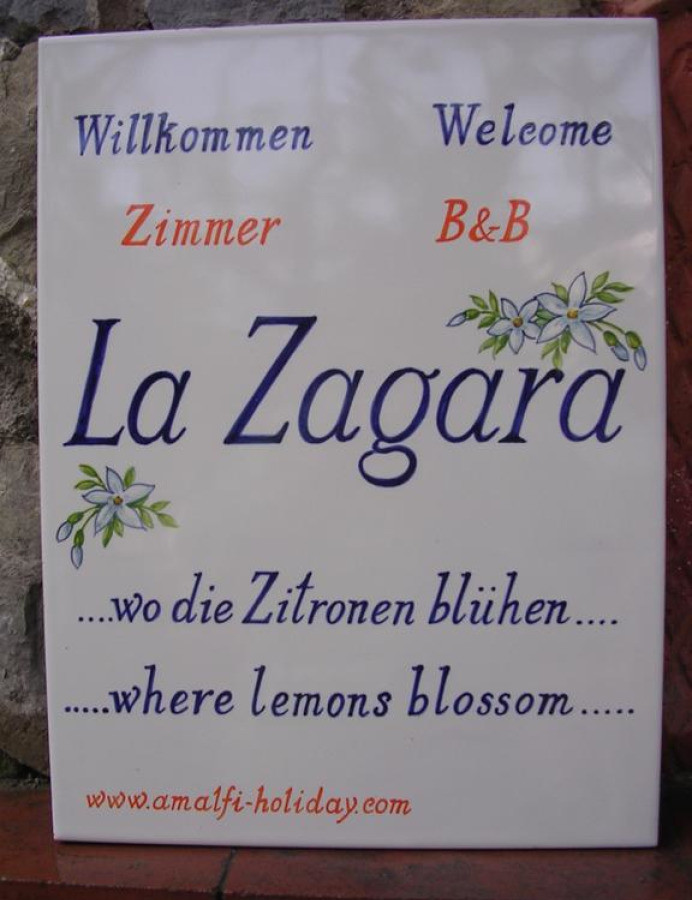 Willkommen Welcome
Zimmer B&B
La Zagara
....wo die Zitronen blühen....
.....where lemons blossom.....
www.amalfi-holiday.com